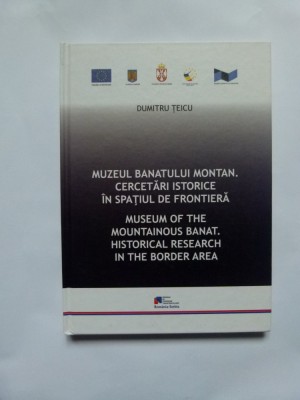 DUMITRU ȚEICU
MUZEUL BANATULUI MONTAN.
CERCETĂRI ISTORICE
ÎN SPAȚIUL DE FRONTIERĂ
MUSEUM OF THE
MOUNTAINOUS BANAT.
HISTORICAL RESEARCH
IN THE BORDER AREA